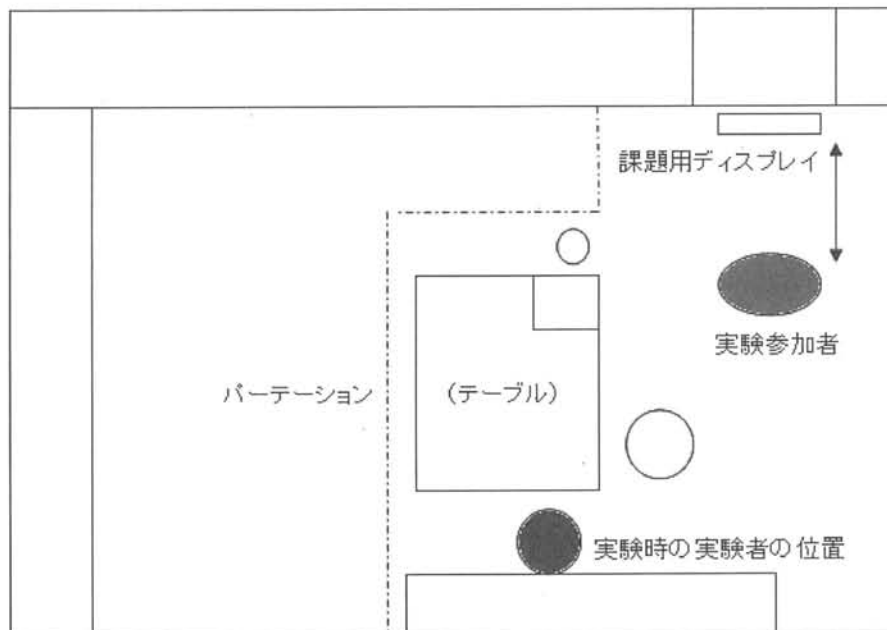 課題用ディスプレイ
実験参加者
パーテーション
(テーブル)
実験時の実験者の位置